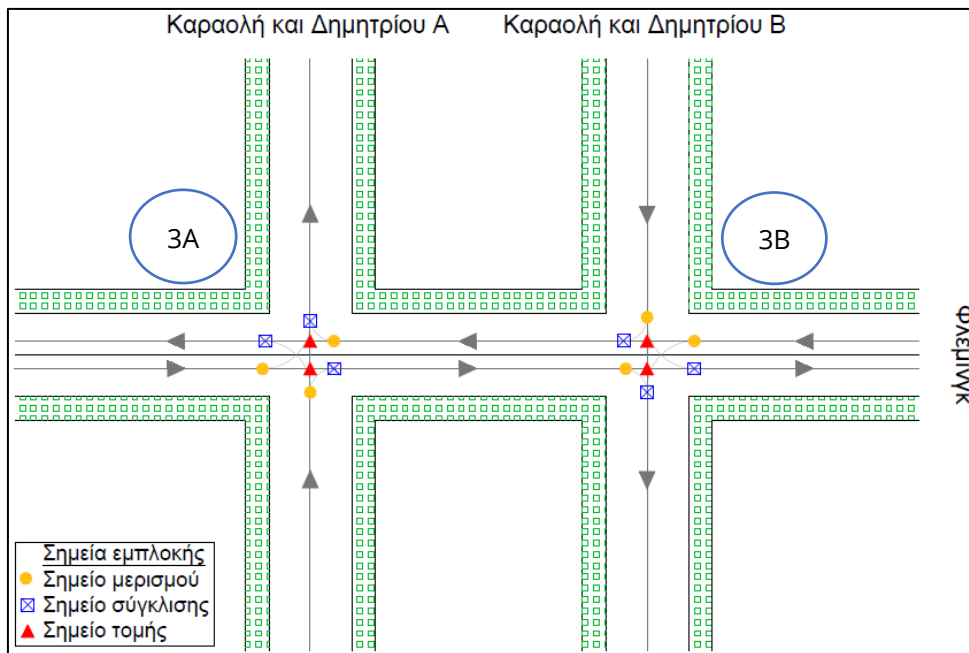 Καραολή και Δημητρίου Α
Καραολή και Δημητρίου Β
3A
3B
Φλέμινγκ
Σημεία εμπλοκής
Σημείο μερισμού
Σημείο σύγκλισης
Σημείο τομής